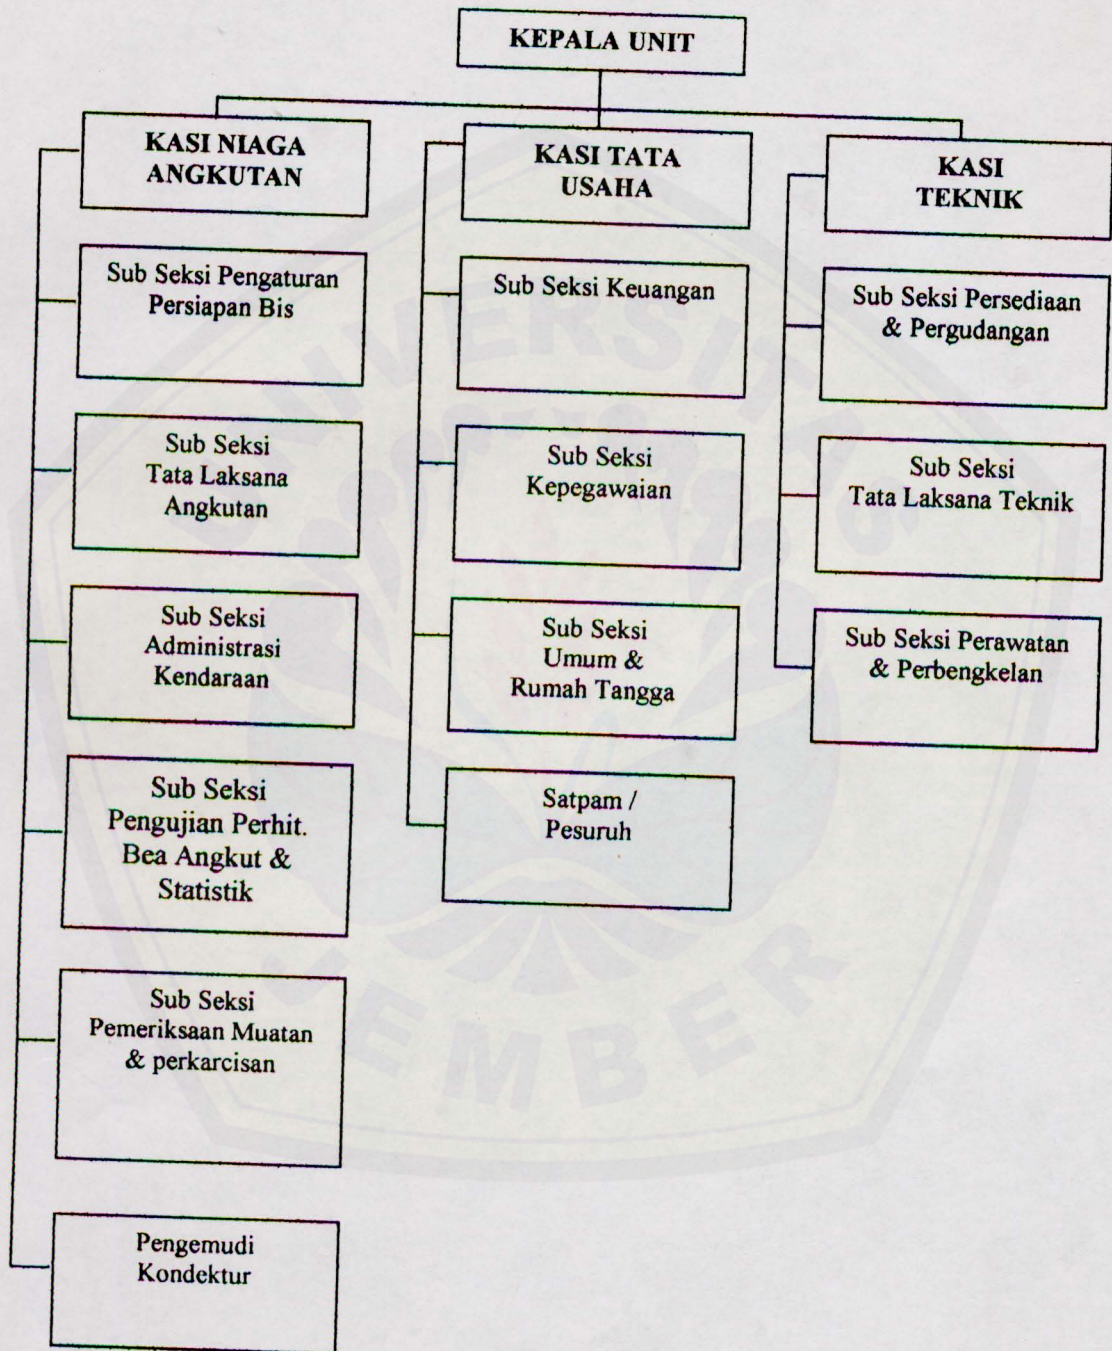 KEPALA UNIT
KASI NIAGA
ANGKUTAN
Sub Seksi Pengaturan
Persiapan Bis
Sub Seksi
Tata Laksana
Angkutan
Sub Seksi
Administrasi
Kendaraan
Sub Seksi
Pengujian Perhit.
Bea Angkut &
Statistik
Sub Seksi
Pemeriksaan Muatan
& perkarcisan
Pengemudi
Kondektur
KASI TATA
USAHA
Sub Seksi Keuangan
Sub Seksi
Kepegawaian
Sub Seksi
Umum &
Rumah Tangga
Satpam /
Pesuruh
KASI
TEKNIK
Sub Seksi Persediaan
& Pergudangan
Sub Seksi
Tata Laksana Teknik
Sub Seksi Perawatan
& Perbengkelan
UNIVERSITAS
JEMBER